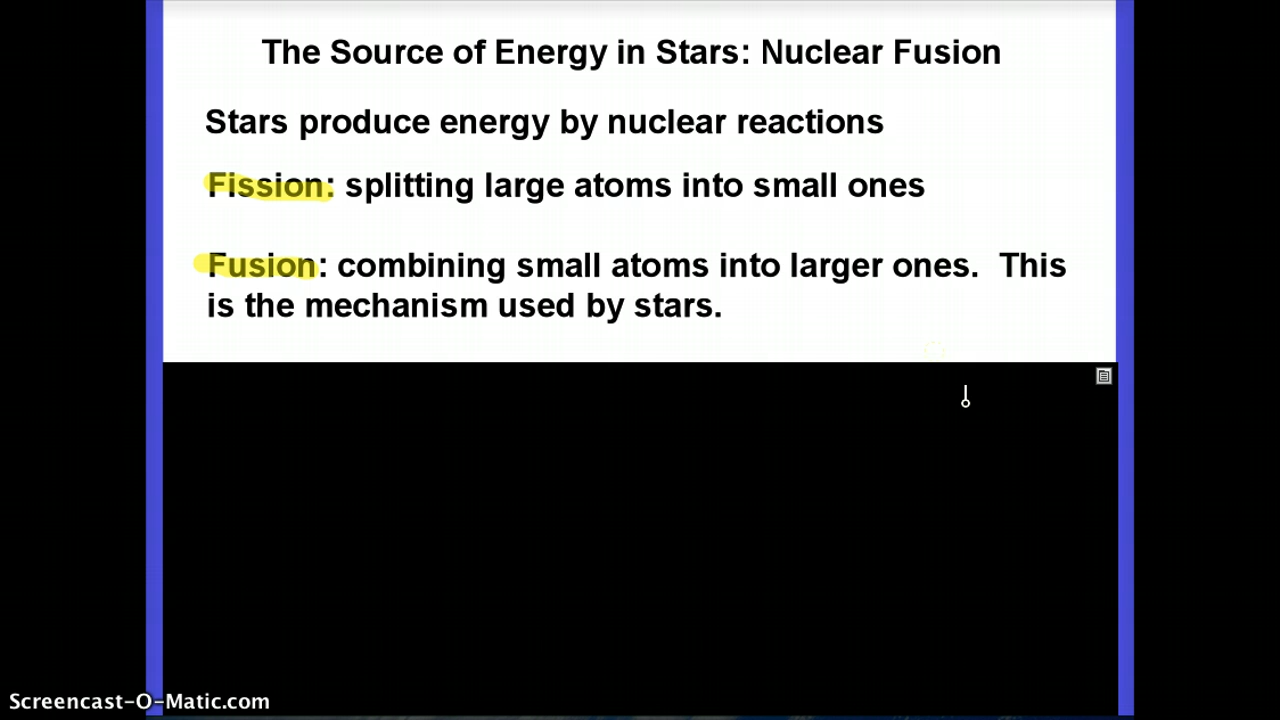 The Source of Energy in Stars: Nuclear Fusion
Stars produce energy by nuclear reactions
Fission: splitting large atoms into small ones
Fusion: combining small atoms into larger ones.  This
is the mechanism used by stars.
Screencast-O-Matic.com